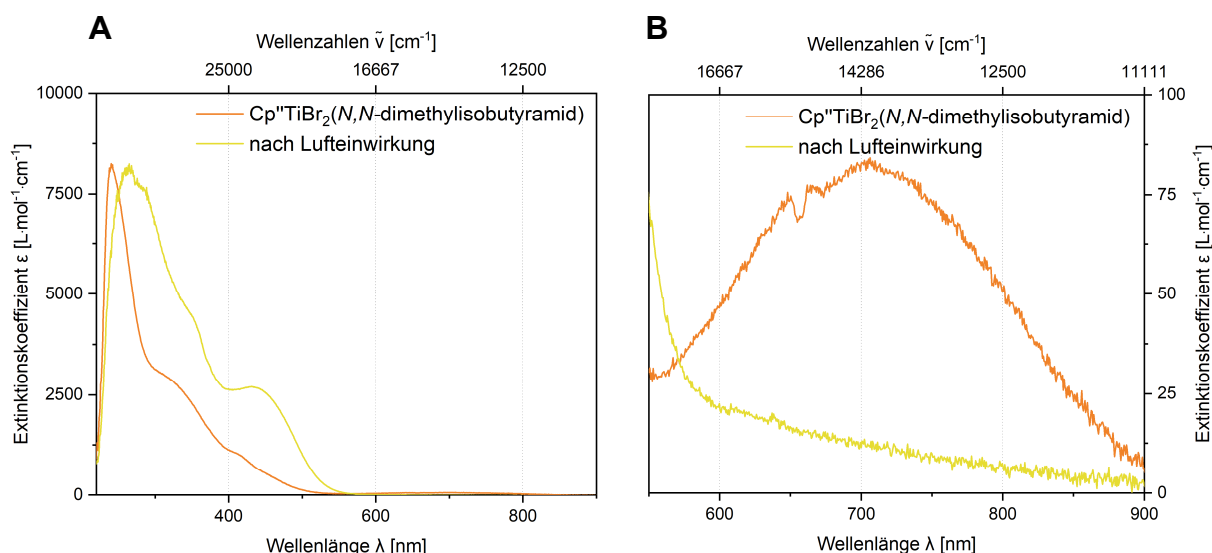 A
Wellenzahlen ṽ [cm⁻¹]
25000 16667 12500
10000
7500
5000
2500
0
Extinktionskoeffizient ε [L·mol⁻¹·cm⁻¹]
Cp"TiBr₂(N,N-dimethylisobutyramid)
nach Lufteinwirkung
400 600 800
Wellenlänge λ [nm]
B
Wellenzahlen ṽ [cm⁻¹]
16667 14286 12500 11111
Cp"TiBr₂(N,N-dimethylisobutyramid)
nach Lufteinwirkung
100
75
50
25
0
Extinktionskoeffizient ε [L·mol⁻¹·cm⁻¹]
600 700 800 900
Wellenlänge λ [nm]